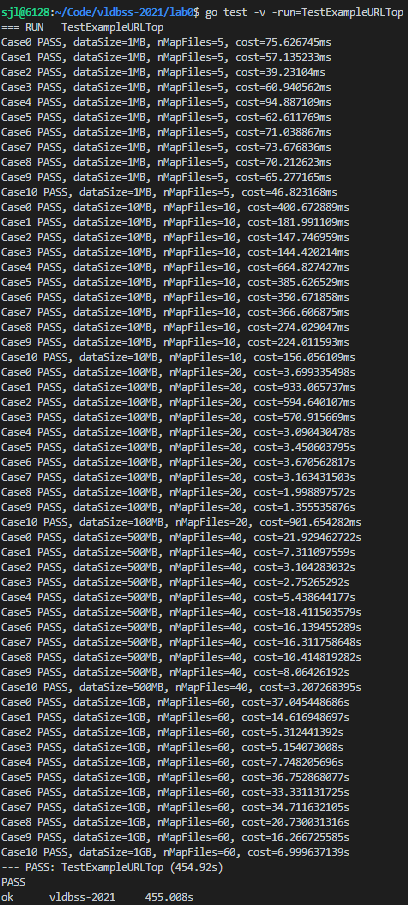 sjl@6128:~/Code/vldbss-2021/lab0$ go test -v -run=TestExampleURLTop
=== RUN   TestExampleURLTop
Case0 PASS, dataSize=1MB, nMapFiles=5, cost=75.626745ms
Case1 PASS, dataSize=1MB, nMapFiles=5, cost=57.135233ms
Case2 PASS, dataSize=1MB, nMapFiles=5, cost=39.23104ms
Case3 PASS, dataSize=1MB, nMapFiles=5, cost=60.940562ms
Case4 PASS, dataSize=1MB, nMapFiles=5, cost=94.887109ms
Case5 PASS, dataSize=1MB, nMapFiles=5, cost=62.611769ms
Case6 PASS, dataSize=1MB, nMapFiles=5, cost=71.038867ms
Case7 PASS, dataSize=1MB, nMapFiles=5, cost=73.676836ms
Case8 PASS, dataSize=1MB, nMapFiles=5, cost=70.212623ms
Case9 PASS, dataSize=1MB, nMapFiles=5, cost=65.277165ms
Case10 PASS, dataSize=1MB, nMapFiles=5, cost=46.823168ms
Case0 PASS, dataSize=10MB, nMapFiles=10, cost=400.672889ms
Case1 PASS, dataSize=10MB, nMapFiles=10, cost=181.991109ms
Case2 PASS, dataSize=10MB, nMapFiles=10, cost=147.746959ms
Case3 PASS, dataSize=10MB, nMapFiles=10, cost=144.420214ms
Case4 PASS, dataSize=10MB, nMapFiles=10, cost=664.827427ms
Case5 PASS, dataSize=10MB, nMapFiles=10, cost=385.626529ms
Case6 PASS, dataSize=10MB, nMapFiles=10, cost=350.671858ms
Case7 PASS, dataSize=10MB, nMapFiles=10, cost=366.606875ms
Case8 PASS, dataSize=10MB, nMapFiles=10, cost=274.029047ms
Case9 PASS, dataSize=10MB, nMapFiles=10, cost=224.011593ms
Case10 PASS, dataSize=10MB, nMapFiles=10, cost=156.056109ms
Case0 PASS, dataSize=100MB, nMapFiles=20, cost=3.699335498s
Case1 PASS, dataSize=100MB, nMapFiles=20, cost=933.065737ms
Case2 PASS, dataSize=100MB, nMapFiles=20, cost=594.640107ms
Case3 PASS, dataSize=100MB, nMapFiles=20, cost=570.915669ms
Case4 PASS, dataSize=100MB, nMapFiles=20, cost=3.090430478s
Case5 PASS, dataSize=100MB, nMapFiles=20, cost=3.450603795s
Case6 PASS, dataSize=100MB, nMapFiles=20, cost=3.670562817s
Case7 PASS, dataSize=100MB, nMapFiles=20, cost=3.163431503s
Case8 PASS, dataSize=100MB, nMapFiles=20, cost=1.998897572s
Case9 PASS, dataSize=100MB, nMapFiles=20, cost=1.355535876s
Case10 PASS, dataSize=100MB, nMapFiles=20, cost=901.654282ms
Case0 PASS, dataSize=500MB, nMapFiles=40, cost=21.929462722s
Case1 PASS, dataSize=500MB, nMapFiles=40, cost=7.311097559s
Case2 PASS, dataSize=500MB, nMapFiles=40, cost=3.104283032s
Case3 PASS, dataSize=500MB, nMapFiles=40, cost=2.75265292s
Case4 PASS, dataSize=500MB, nMapFiles=40, cost=5.438644177s
Case5 PASS, dataSize=500MB, nMapFiles=40, cost=18.411503579s
Case6 PASS, dataSize=500MB, nMapFiles=40, cost=16.139455289s
Case7 PASS, dataSize=500MB, nMapFiles=40, cost=16.311758648s
Case8 PASS, dataSize=500MB, nMapFiles=40, cost=10.414819282s
Case9 PASS, dataSize=500MB, nMapFiles=40, cost=8.06426192s
Case10 PASS, dataSize=500MB, nMapFiles=40, cost=3.207268395s
Case0 PASS, dataSize=1GB, nMapFiles=60, cost=37.045448686s
Case1 PASS, dataSize=1GB, nMapFiles=60, cost=14.616948697s
Case2 PASS, dataSize=1GB, nMapFiles=60, cost=5.312441392s
Case3 PASS, dataSize=1GB, nMapFiles=60, cost=5.154073008s
Case4 PASS, dataSize=1GB, nMapFiles=60, cost=7.748205696s
Case5 PASS, dataSize=1GB, nMapFiles=60, cost=36.752868077s
Case6 PASS, dataSize=1GB, nMapFiles=60, cost=33.331131725s
Case7 PASS, dataSize=1GB, nMapFiles=60, cost=34.711632105s
Case8 PASS, dataSize=1GB, nMapFiles=60, cost=20.730031316s
Case9 PASS, dataSize=1GB, nMapFiles=60, cost=16.266725585s
Case10 PASS, dataSize=1GB, nMapFiles=60, cost=6.999637139s
--- PASS: TestExampleURLTop (454.92s)
PASS
ok      vldbss-2021     455.008s